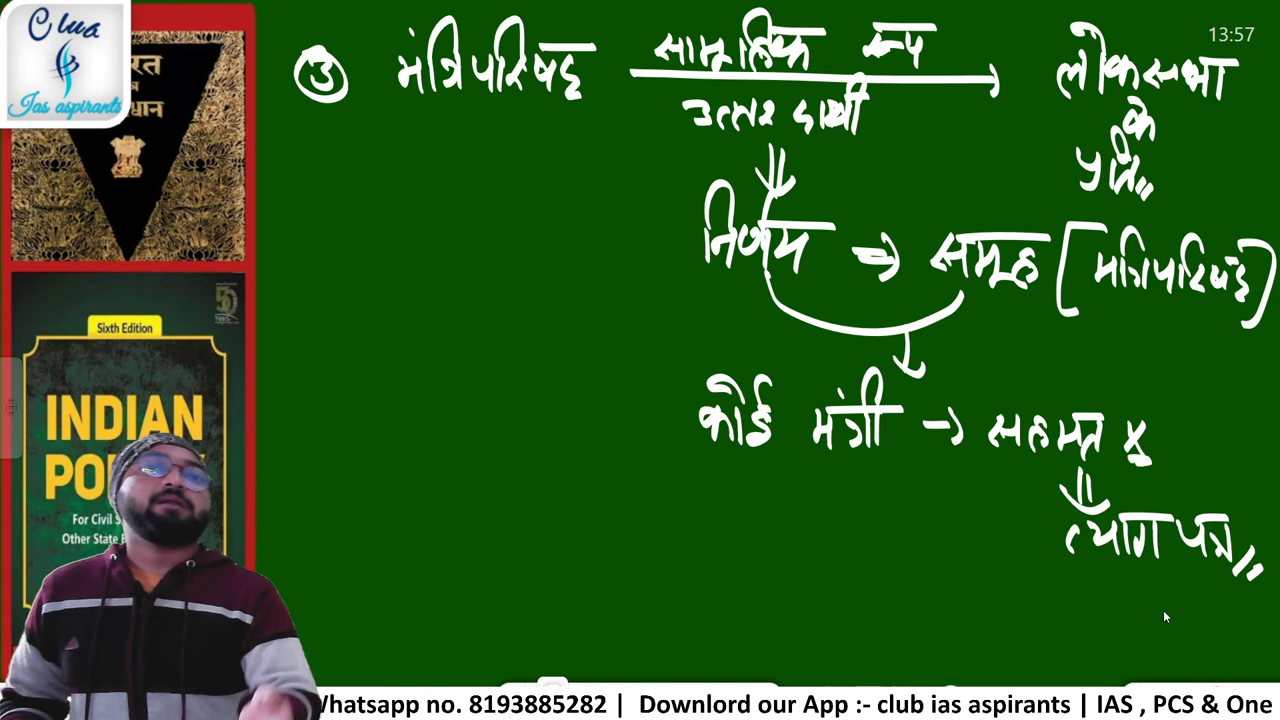 Club
Ias aspirants
13:57
रत
का
धान
③ मंत्रिपरिषद सामूहिक रूप लोकसभा
उत्तरदायी के
प्रति
निर्णय → समूह [मंत्रिपरिषद]
कोई मंत्री → सहमत x
त्याग पत्र
Sixth Edition
INDIAN
PO
For Civil S
Other State
Whatsapp no. 8193885282 | Downlord our App :- club ias aspirants | IAS , PCS & One